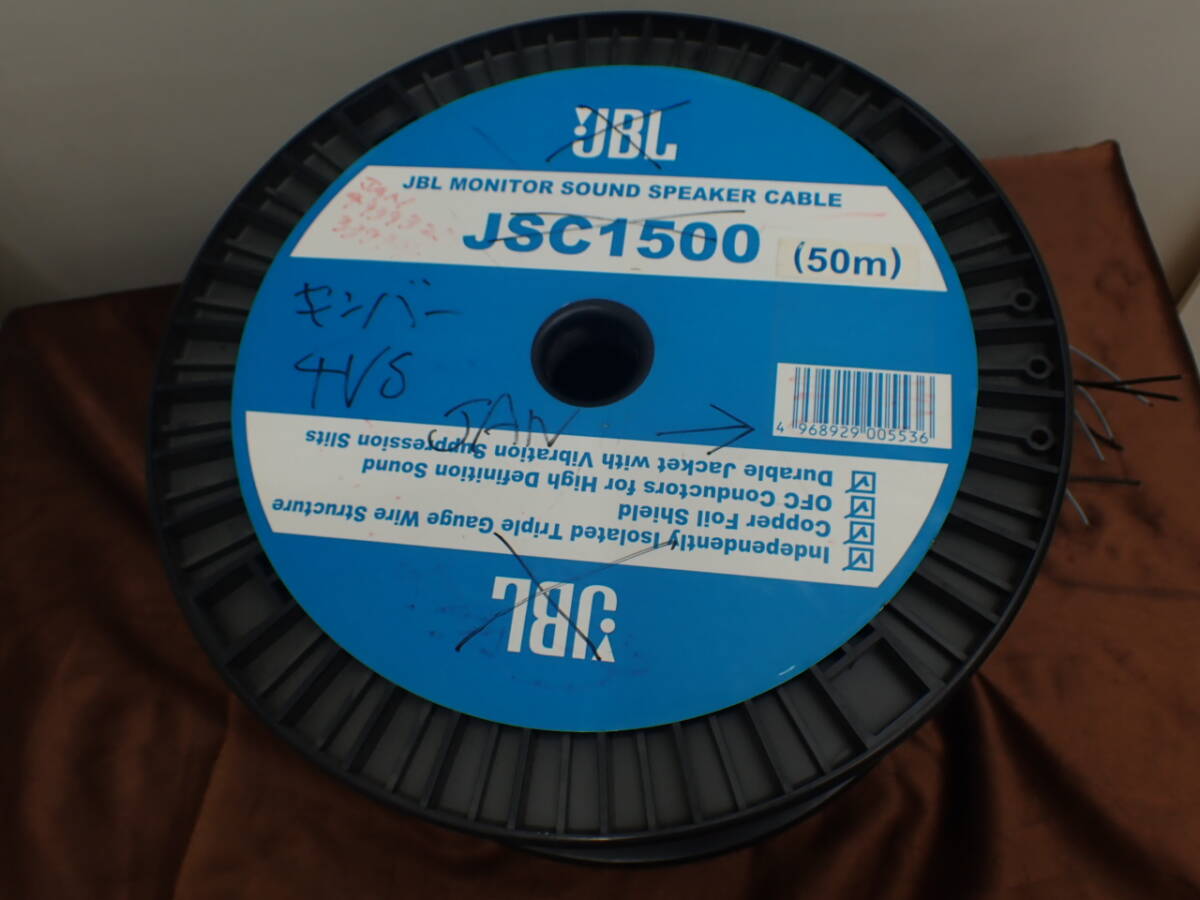 JBL
JBL MONITOR SOUND SPEAKER CABLE
JSC1500 (50m)
JAN
キンバー
4VS
JAN →
4 968929 005536
Independently Isolated Triple Gauge Wire Structure
Copper Foil Shield
OFC Conductors for High Definition Sound
Durable Jacket with Vibration Suppression Slits
JBL